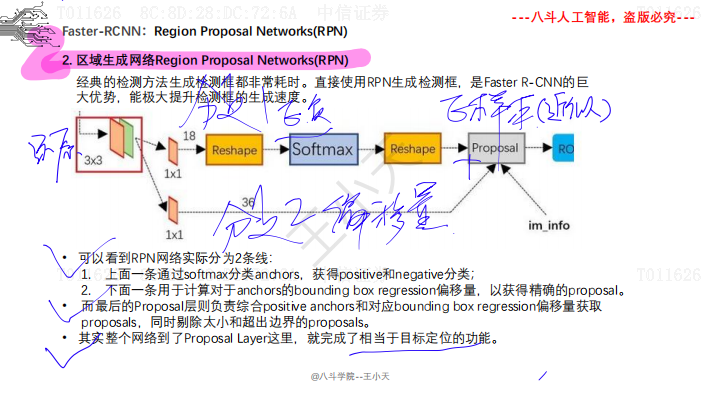 T011626 8C:8D:28:DC:72:6A 中信证券 T011626
---八斗人工智能，盗版必究---
Faster-RCNN：Region Proposal Networks(RPN)
2. 区域生成网络Region Proposal Networks(RPN)
经典的检测方法生成检测框都非常耗时。直接使用RPN生成检测框，是Faster R-CNN的巨
大优势，能极大提升检测框的生成速度。
3x3
18
1x1
Reshape
Softmax
Reshape
Proposal
RO
分支2 偏移量
36
1x1
im_info
王小天
• 可以看到RPN网络实际分为2条线：
1. 上面一条通过softmax分类anchors，获得positive和negative分类；
2. 下面一条用于计算对于anchors的bounding box regression偏移量，以获得精确的proposal。
• 而最后的Proposal层则负责综合positive anchors和对应bounding box regression偏移量获取
proposals，同时剔除太小和超出边界的proposals。
• 其实整个网络到了Proposal Layer这里，就完成了相当于目标定位的功能。
T011626
T011626
@八斗学院--王小天